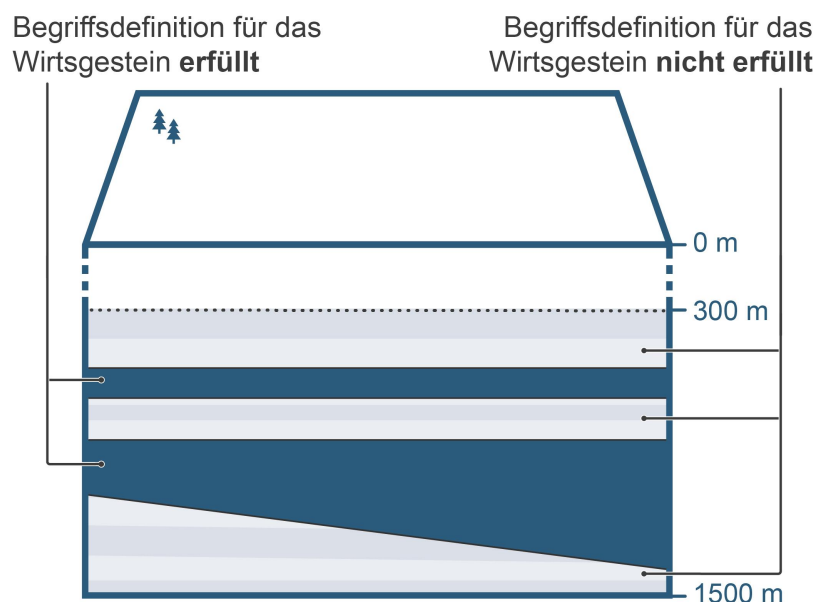 Begriffsdefinition für das
Wirtsgestein erfüllt
Begriffsdefinition für das
Wirtsgestein nicht erfüllt
0 m
300 m
1500 m